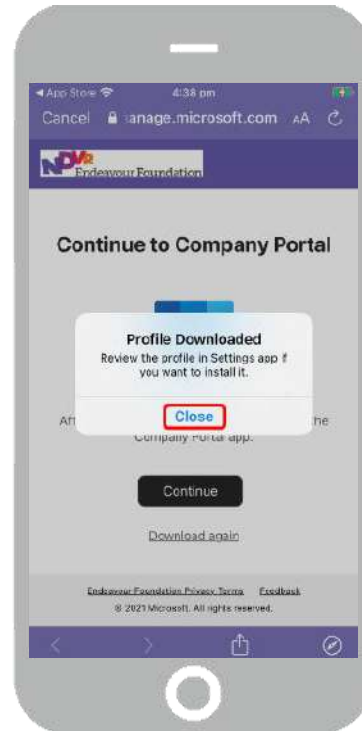 App Store 4:38 pm
Cancel anage.microsoft.com AA
NDVR
Endeavour Foundation
Continue to Company Portal
Profile Downloaded
Review the profile in Settings app if
you want to install it.
Close
Aft he
Company Portal app.
Continue
Download again
Endeavour Foundation Privacy Terms Feedback
© 2021 Microsoft. All rights reserved.